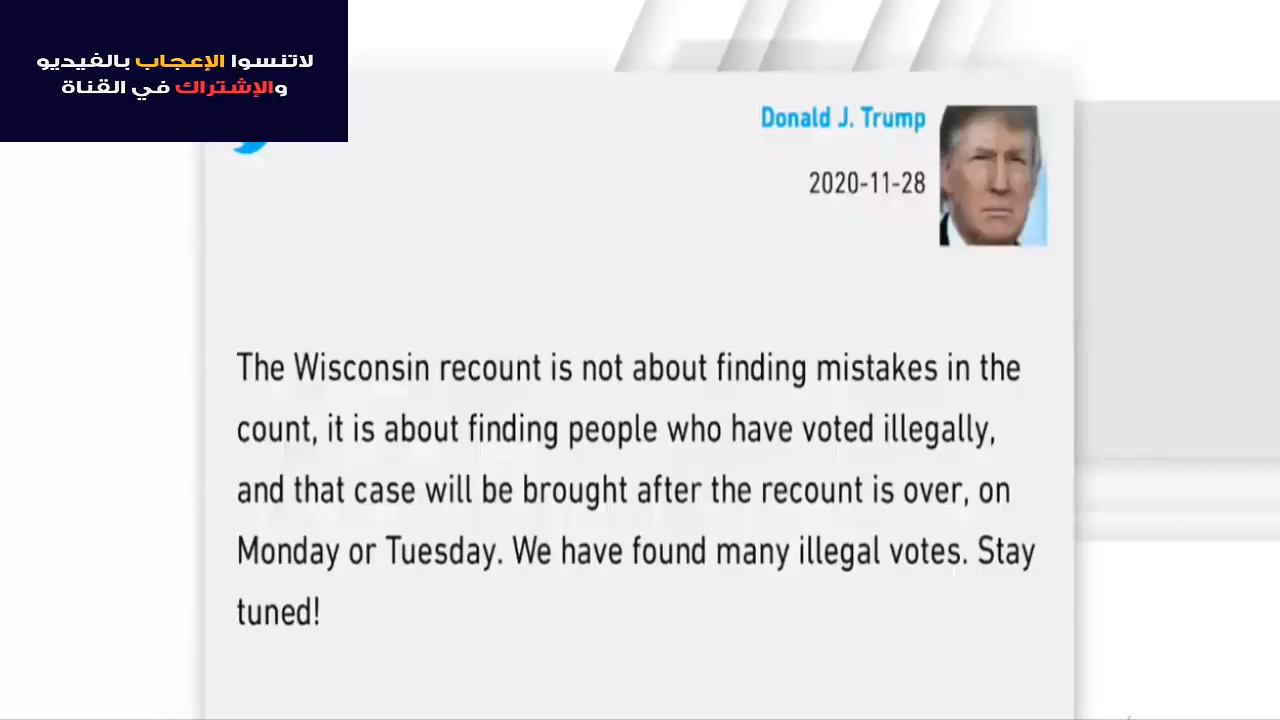 لاتنسوا الإعجاب بالفيديو
والإشتراك في القناة
Donald J. Trump
2020-11-28
The Wisconsin recount is not about finding mistakes in the
count, it is about finding people who have voted illegally,
and that case will be brought after the recount is over, on
Monday or Tuesday. We have found many illegal votes. Stay
tuned!